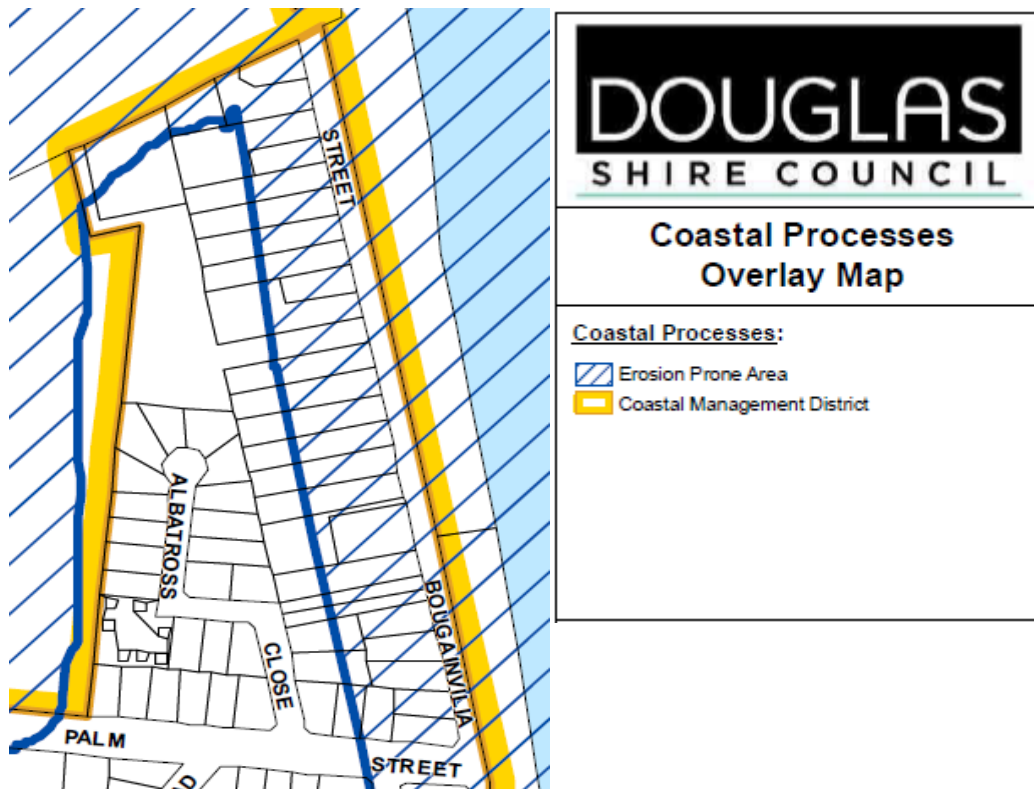 STREET
ALBATROSS
BOUGAINVILIA
CLOSE
PALM
STREET
D
DOUGLAS
SHIRE COUNCIL
Coastal Processes
Overlay Map
Coastal Processes:
Erosion Prone Area
Coastal Management District